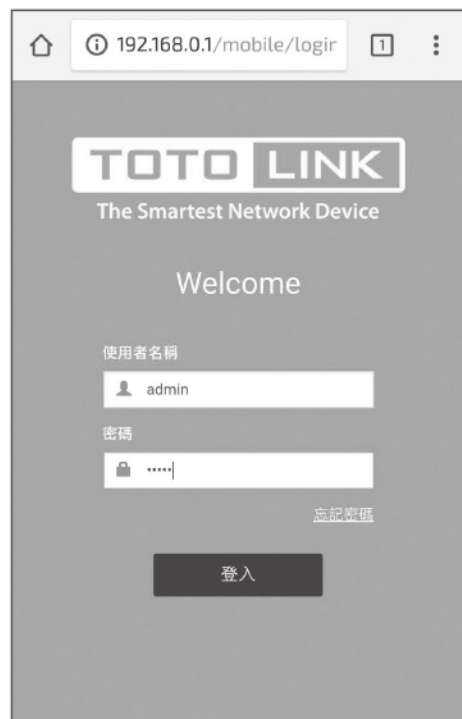 192.168.0.1/mobile/logir
1
TOTO LINK
The Smartest Network Device
Welcome
使用者名稱
admin
密碼
•••••
忘記密碼
登入